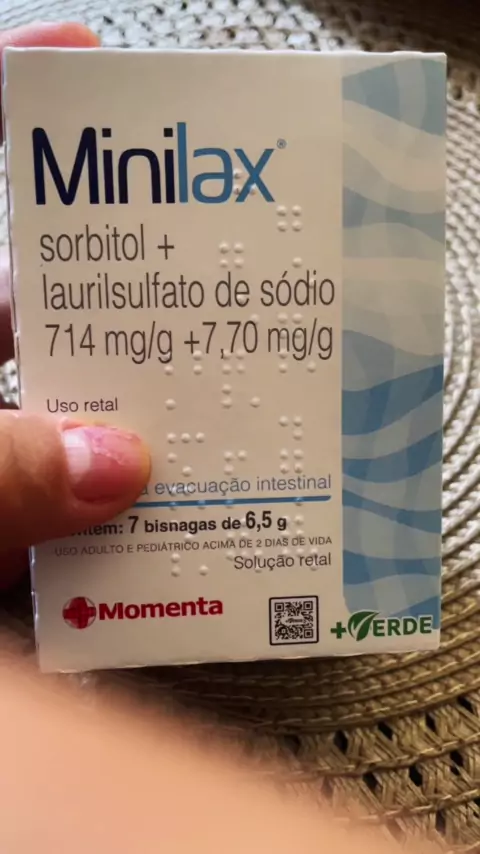 Minilax®
sorbitol +
laurilsulfato de sódio
714 mg/g +7,70 mg/g
Uso retal
a evacuação intestinal
7 bisnagas de 6,5 g
USO ADULTO E PEDIÁTRICO ACIMA DE 2 DIAS DE VIDA
Solução retal
Momenta
+VERDE